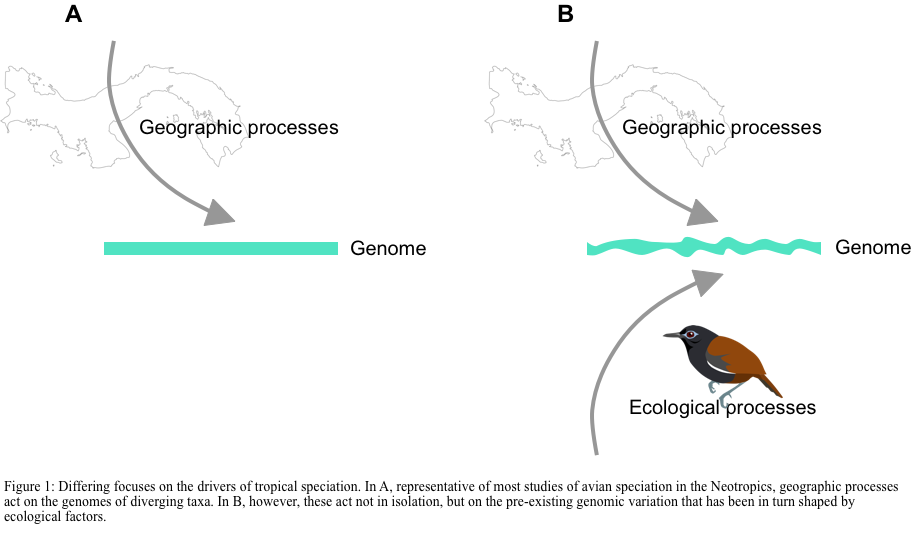 A
B
Geographic processes
Geographic processes
Genome
Genome
Ecological processes
Figure 1: Differing focuses on the drivers of tropical speciation. In A, representative of most studies of avian speciation in the Neotropics, geographic processes
act on the genomes of diverging taxa. In B, however, these act not in isolation, but on the pre-existing genomic variation that has been in turn shaped by
ecological factors.